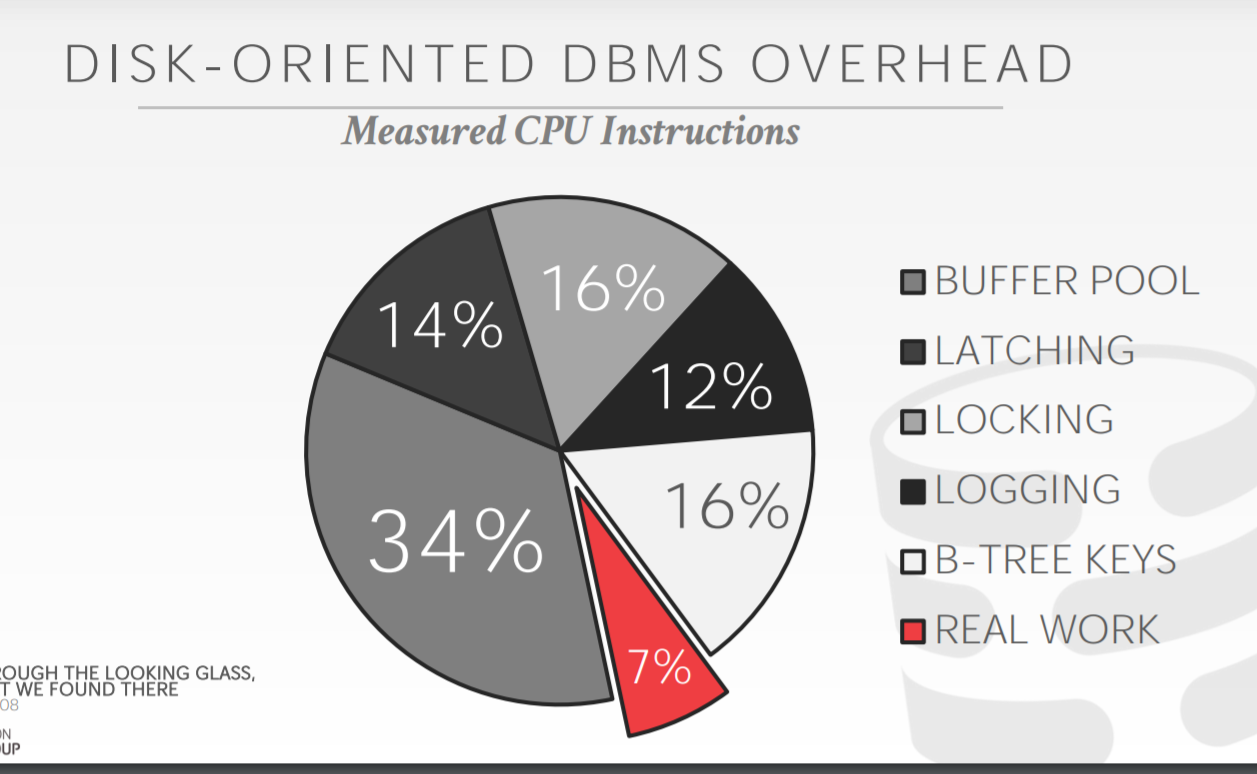 DISK-ORIENTED DBMS OVERHEAD
Measured CPU Instructions
16%
14%
12%
16%
34%
7%
BUFFER POOL
LATCHING
LOCKING
LOGGING
B-TREE KEYS
REAL WORK
OUGH THE LOOKING GLASS,
T WE FOUND THERE
08
ON
UP